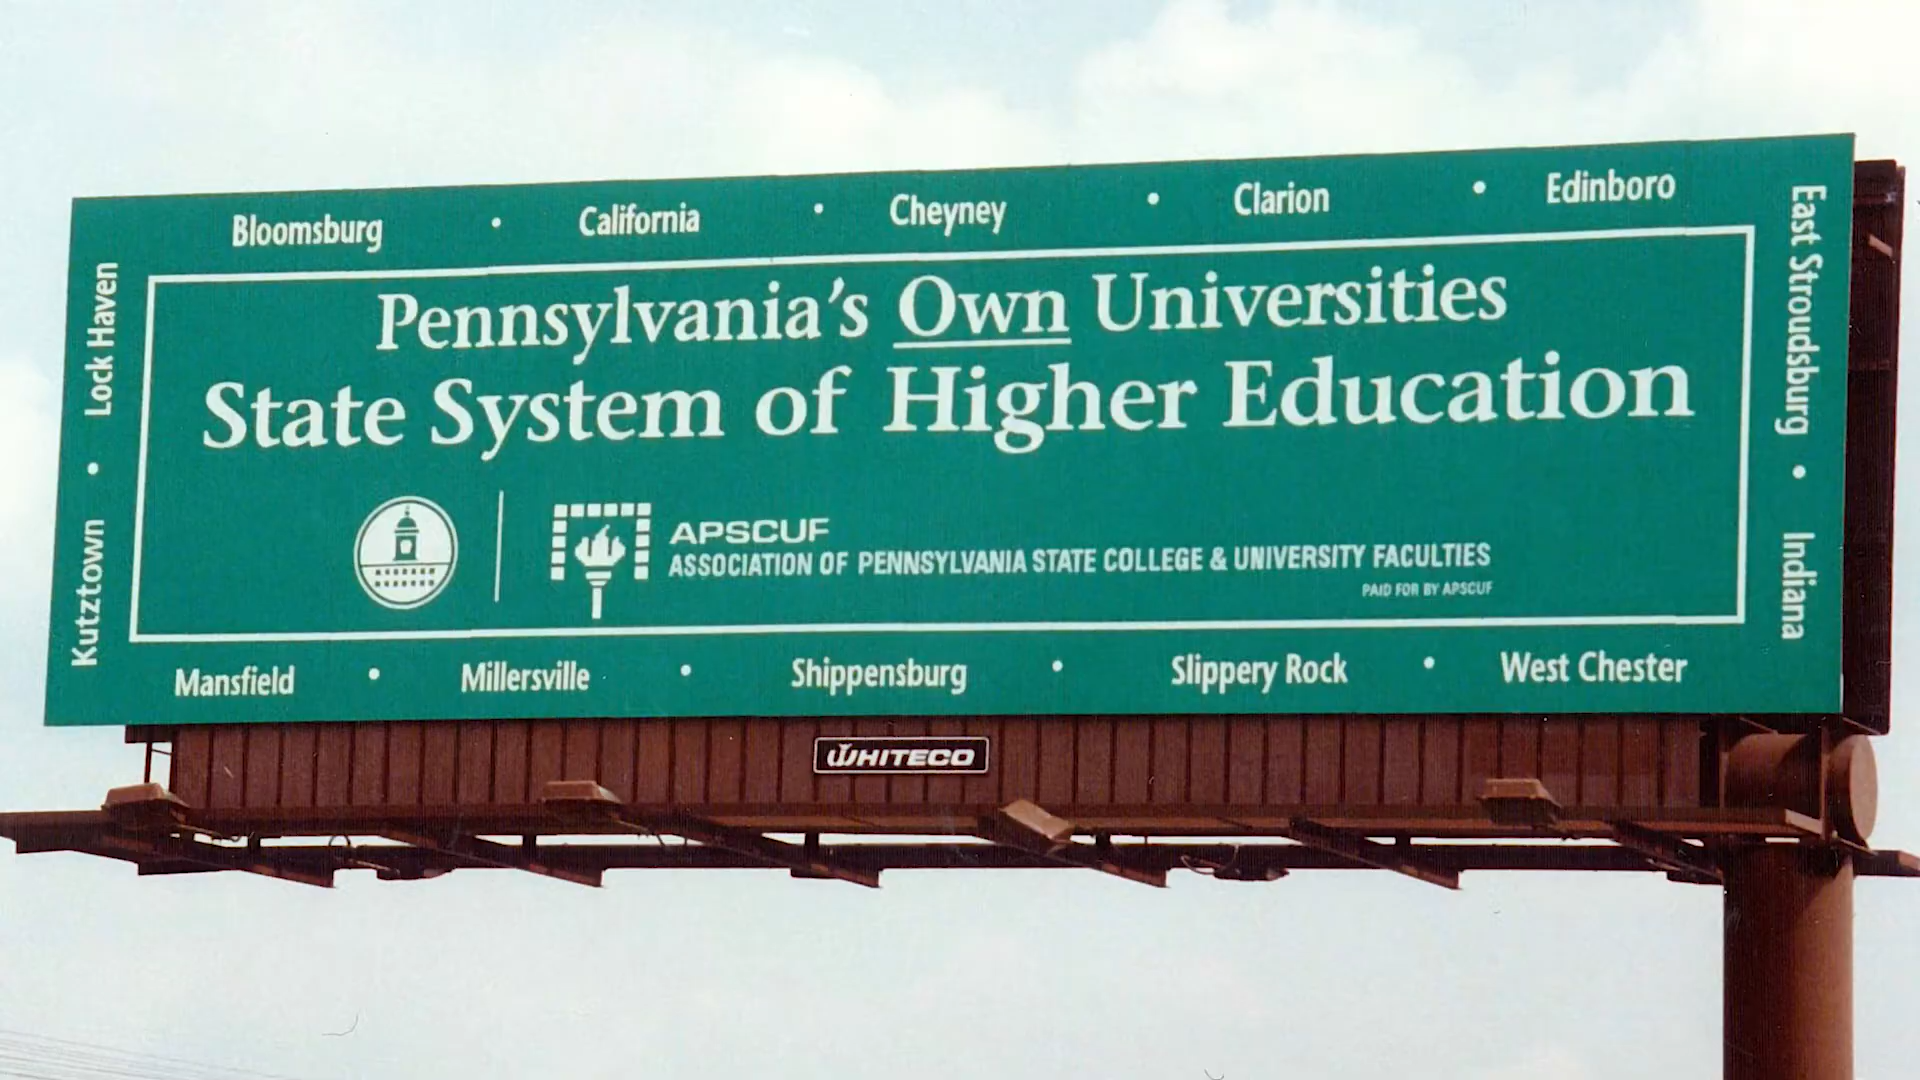 Bloomsburg • California • Cheyney • Clarion • Edinboro
East Stroudsburg • Indiana
Kutztown • Lock Haven
Pennsylvania's Own Universities
State System of Higher Education
APSCUF
ASSOCIATION OF PENNSYLVANIA STATE COLLEGE & UNIVERSITY FACULTIES
PAID FOR BY APSCUF
Mansfield • Millersville • Shippensburg • Slippery Rock • West Chester
WHITECO